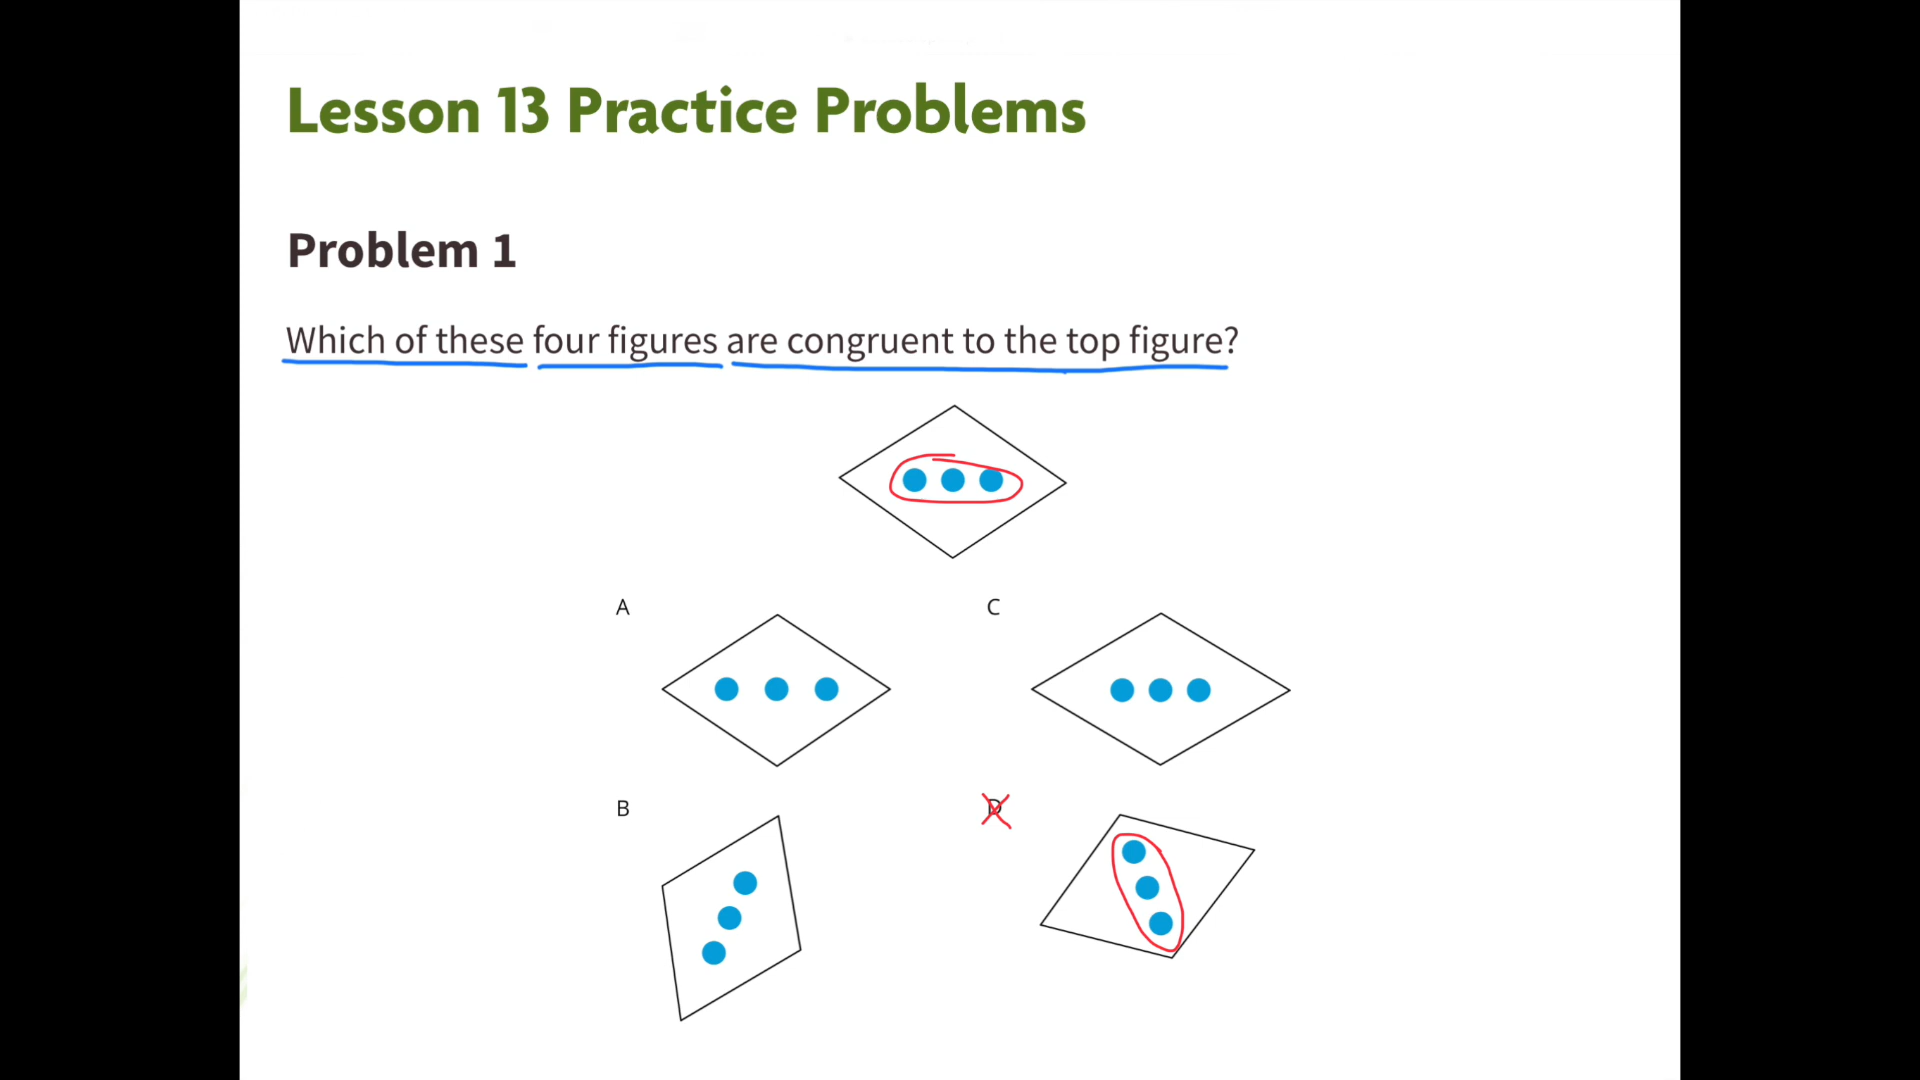 Lesson 13 Practice Problems
Problem 1
Which of these four figures are congruent to the top figure?
A
C
B
D